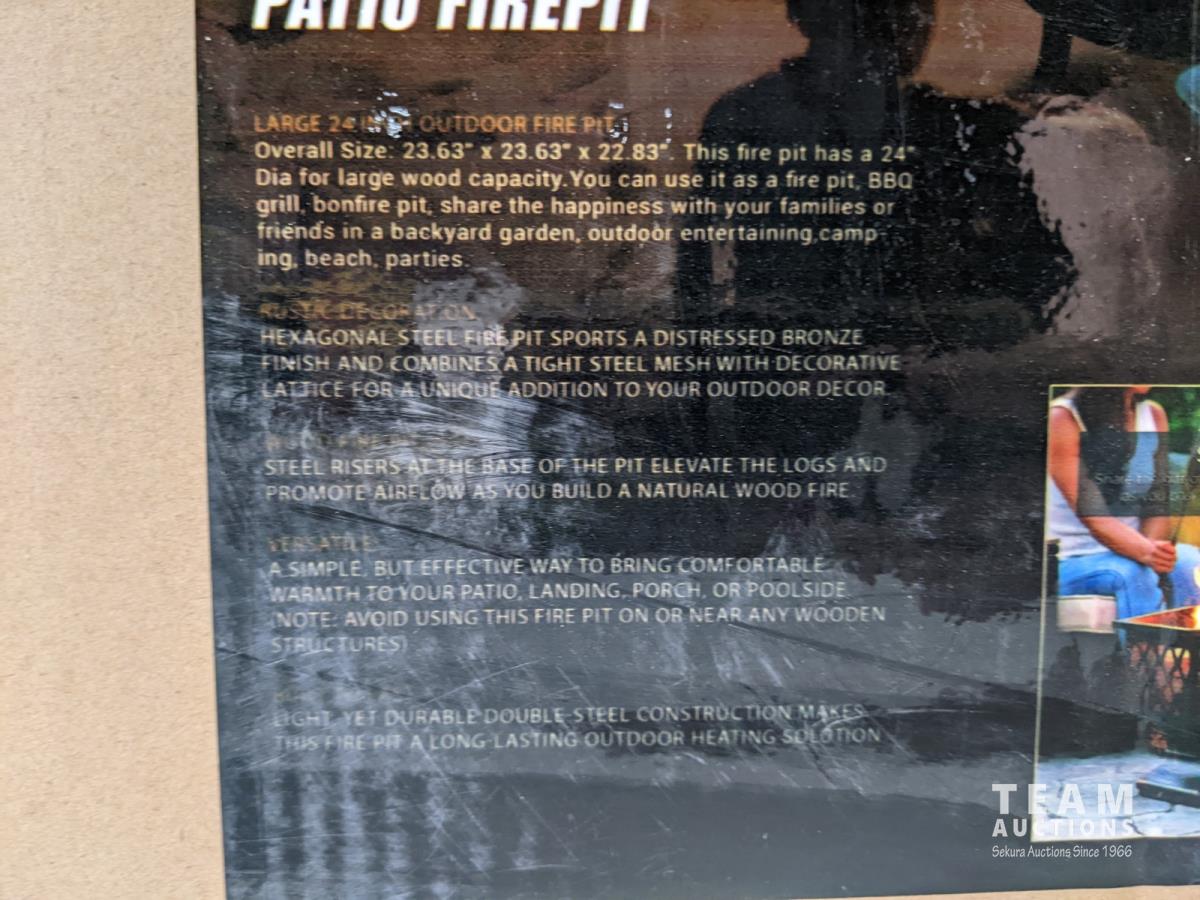 PATIO FIREPIT
LARGE 24 INCH OUTDOOR FIRE PIT
Overall Size: 23.63" x 23.63" x 22.83". This fire pit has a 24"
Dia for large wood capacity.You can use it as a fire pit, BBQ
grill, bonfire pit, share the happiness with your families or
friends in a backyard garden, outdoor entertaining,camp-
ing, beach, parties.
RUSTIC DECORATION
HEXAGONAL STEEL FIRE PIT SPORTS A DISTRESSED BRONZE
FINISH AND COMBINES A TIGHT STEEL MESH WITH DECORATIVE
LATTICE FOR A UNIQUE ADDITION TO YOUR OUTDOOR DECOR.
STEEL RISERS AT THE BASE OF THE PIT ELEVATE THE LOGS AND
PROMOTE AIRFLOW AS YOU BUILD A NATURAL WOOD FIRE.
VERSATILE
A SIMPLE, BUT EFFECTIVE WAY TO BRING COMFORTABLE
WARMTH TO YOUR PATIO, LANDING, PORCH, OR POOLSIDE.
(NOTE: AVOID USING THIS FIRE PIT ON OR NEAR ANY WOODEN
STRUCTURES)
LIGHT, YET DURABLE DOUBLE-STEEL CONSTRUCTION MAKES
THIS FIRE PIT A LONG-LASTING OUTDOOR HEATING SOLOTION
TEAM
AUCTIONS
Sekura Auctions Since 1966